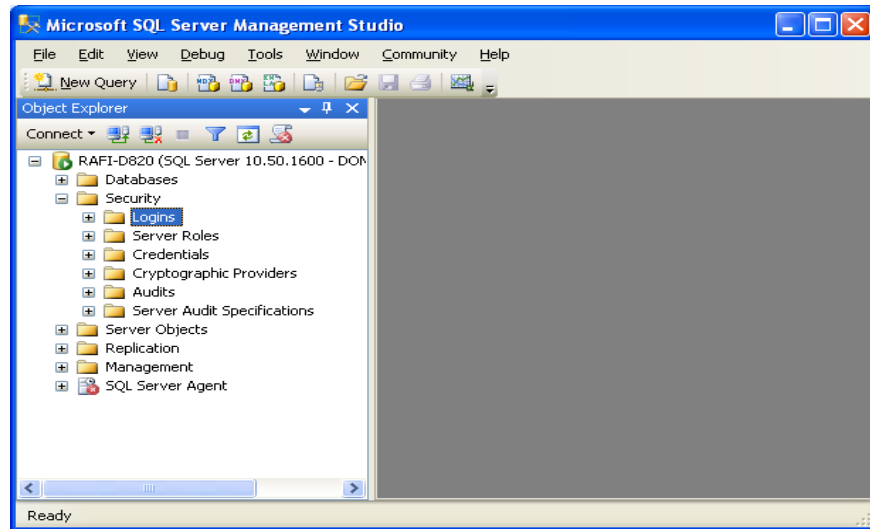 Microsoft SQL Server Management Studio
File Edit View Debug Tools Window Community Help
New Query
Object Explorer
Connect
RAFI-D820 (SQL Server 10.50.1600 - DOM
Databases
Security
Logins
Server Roles
Credentials
Cryptographic Providers
Audits
Server Audit Specifications
Server Objects
Replication
Management
SQL Server Agent
Ready